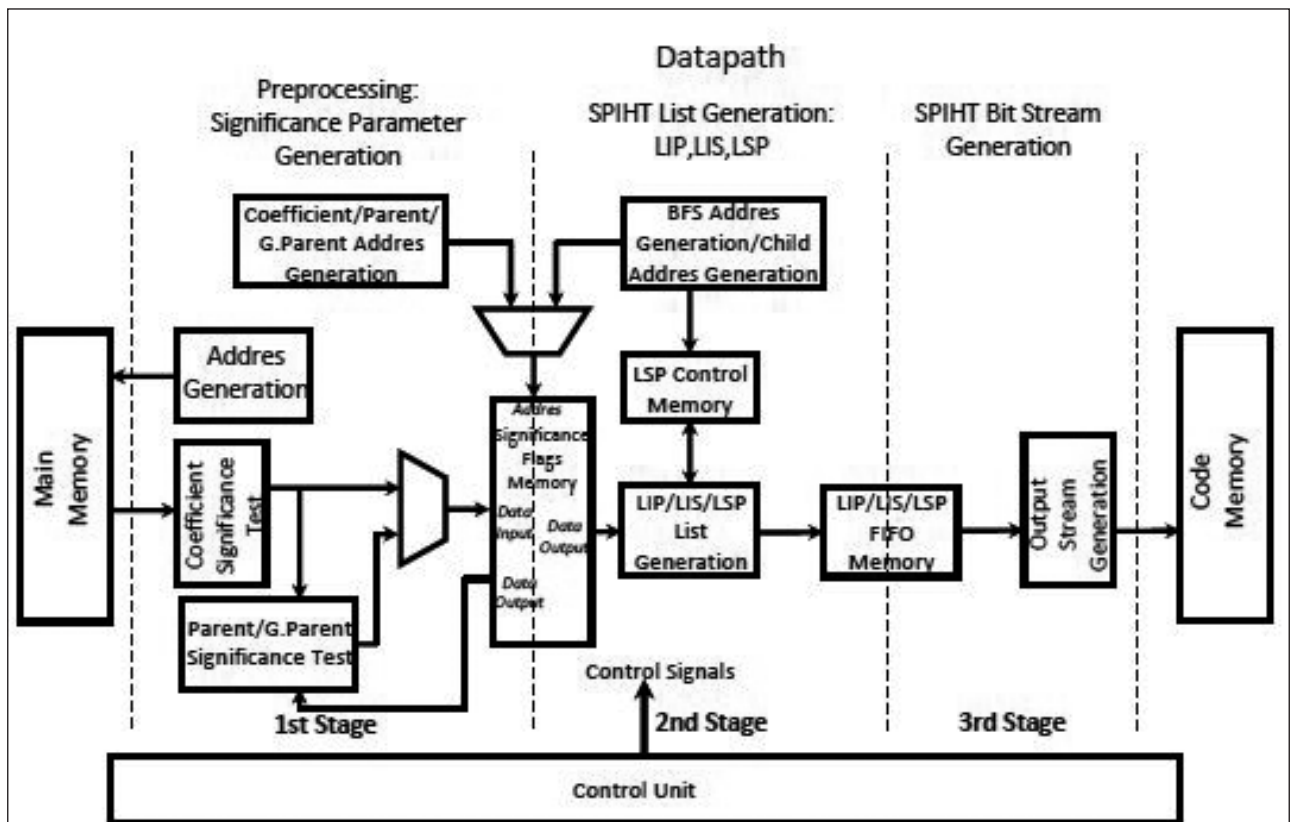 Datapath
Preprocessing:
Significance Parameter
Generation
SPIHT List Generation:
LIP,LIS,LSP
SPIHT Bit Stream
Generation
Coefficient/Parent/
G.Parent Addres
Generation
BFS Addres
Generation/Child
Addres Generation
Main
Memory
Addres
Generation
LSP Control
Memory
Code
Memory
Coefficient
Significance
Test
Addres
Significance
Flags
Memory
Data
Input
Data
Output
Data
Output
LIP/LIS/LSP
List
Generation
LIP/LIS/LSP
FIFO
Memory
Output
Stream
Generation
Parent/G.Parent
Significance Test
Control Signals
1st Stage
2nd Stage
3rd Stage
Control Unit